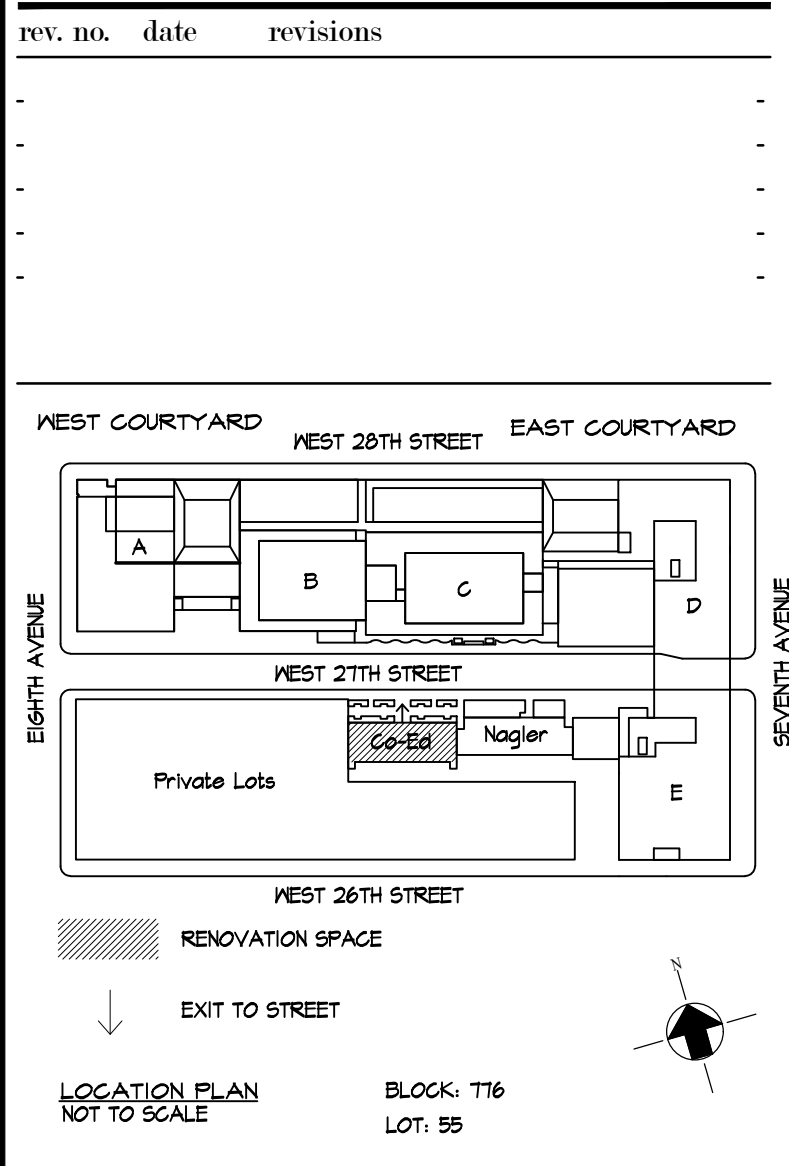 rev. no. date revisions
WEST COURTYARD
WEST 28TH STREET
EAST COURTYARD
A
B
C
D
EIGHTH AVENUE
SEVENTH AVENUE
WEST 27TH STREET
Co-Ed
Nagler
Private Lots
E
WEST 26TH STREET
RENOVATION SPACE
EXIT TO STREET
N
LOCATION PLAN
NOT TO SCALE
BLOCK: 776
LOT: 55